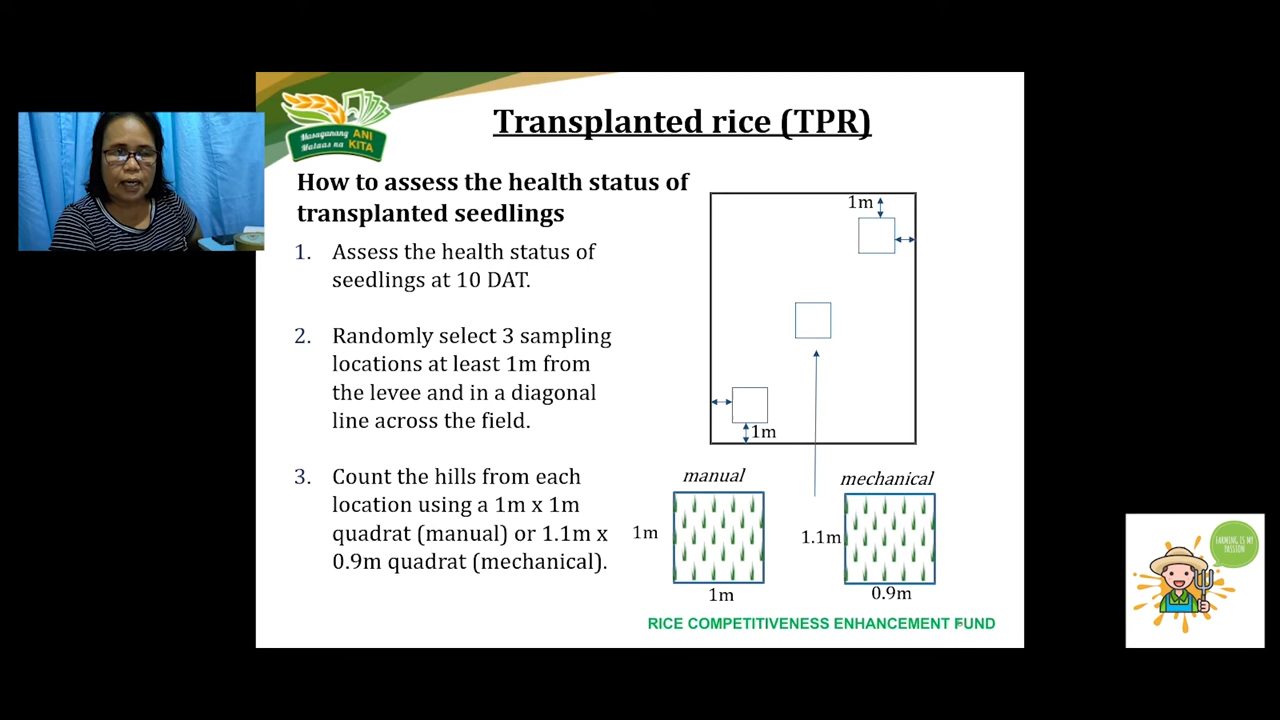 Masaganang ANI
Mataas na KITA
Transplanted rice (TPR)
How to assess the health status of
transplanted seedlings
1. Assess the health status of
seedlings at 10 DAT.
2. Randomly select 3 sampling
locations at least 1m from
the levee and in a diagonal
line across the field.
3. Count the hills from each
location using a 1m x 1m
quadrat (manual) or 1.1m x
0.9m quadrat (mechanical).
1m
1m
manual
1m
1m
mechanical
1.1m
0.9m
RICE COMPETITIVENESS ENHANCEMENT FUND
FARMING IS MY
PASSION